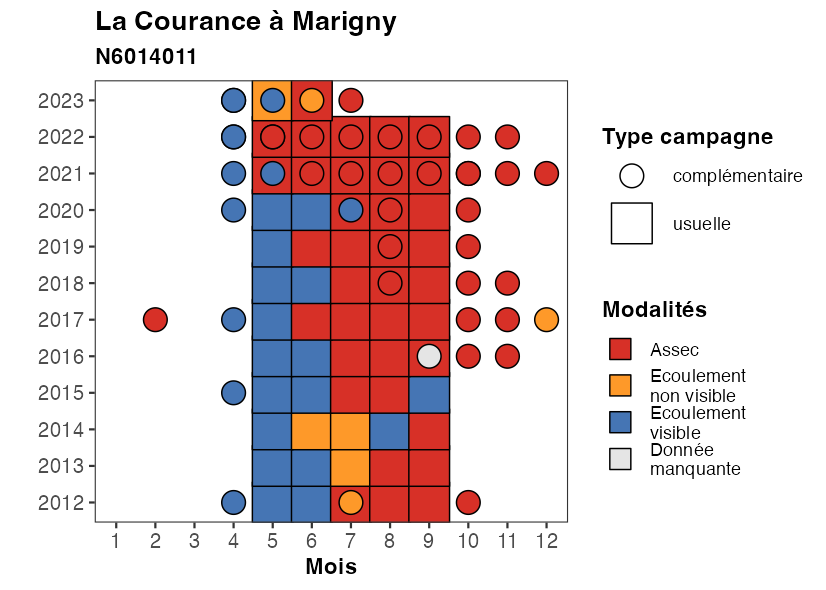 La Courance à Marigny
N6014011
2023
2022
2021
2020
2019
2018
2017
2016
2015
2014
2013
2012
1 2 3 4 5 6 7 8 9 10 11 12
Mois
Type campagne
complémentaire
usuelle
Modalités
Assec
Ecoulement
non visible
Ecoulement
visible
Donnée
manquante